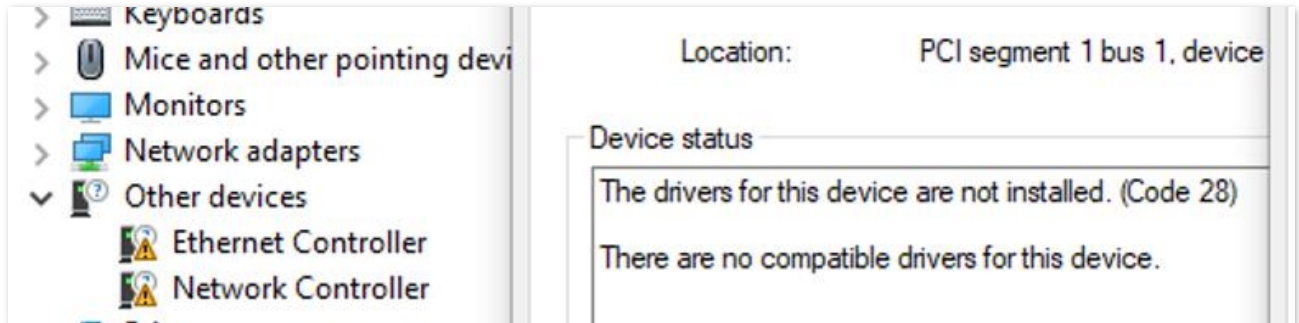 Keyboards
Mice and other pointing devi
Monitors
Network adapters
Other devices
Ethernet Controller
Network Controller
Location: PCI segment 1 bus 1, device
Device status
The drivers for this device are not installed. (Code 28)
There are no compatible drivers for this device.